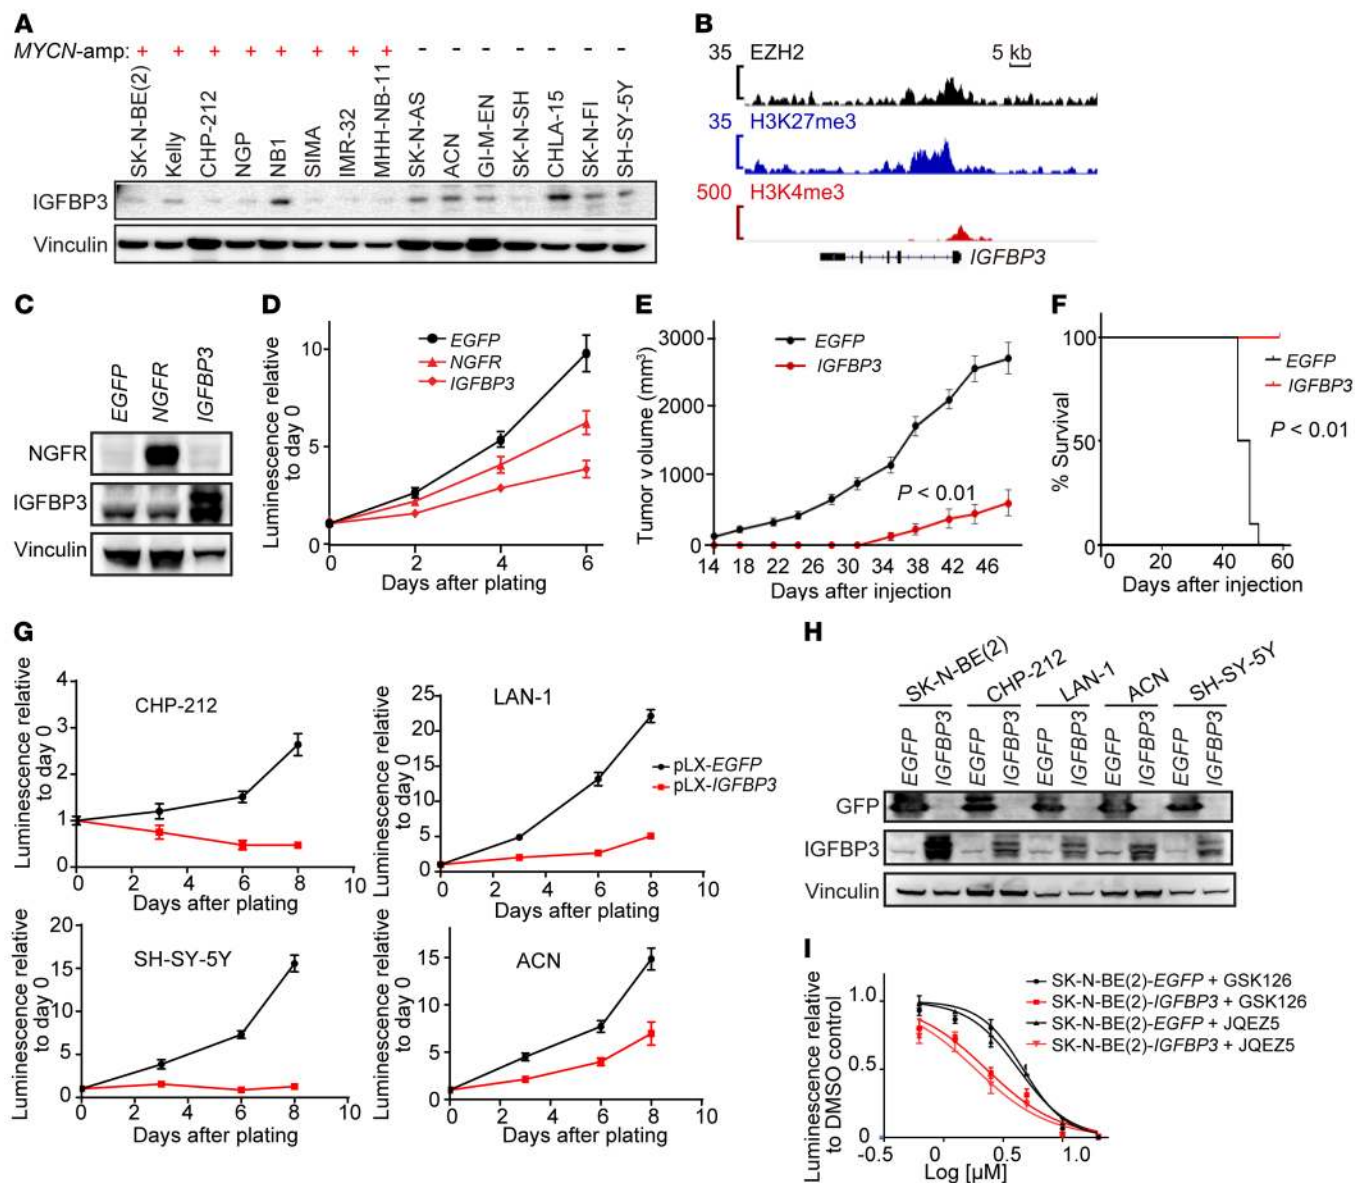 A
MYCN-amp: + + + + + + + + - - - - - - -
SK-N-BE(2)
Kelly
CHP-212
NGP
NB1
SIMA
IMR-32
MHH-NB-11
SK-N-AS
ACN
GI-M-EN
SK-N-SH
CHLA-15
SK-N-FI
SH-SY-5Y
IGFBP3
Vinculin
B
35 EZH2 5 kb
35 H3K27me3
500 H3K4me3
IGFBP3
C
EGFP
NGFR
IGFBP3
NGFR
IGFBP3
Vinculin
D
Luminescence relative
to day 0
10
5
0
EGFP
NGFR
IGFBP3
0 2 4 6
Days after plating
E
Tumor v olume (mm3)
3000
2000
1000
0
EGFP
IGFBP3
P < 0.01
14 18 22 26 30 34 38 42 46
Days after injection
F
% Survival
100
50
0
EGFP
IGFBP3
P < 0.01
0 20 40 60
Days after injection
G
Luminescence relative
to day 0
4
3
2
1
0
CHP-212
0 2 4 6 8 10
Days after plating
Luminescence relative
to day 0
25
20
15
10
5
0
LAN-1
pLX-EGFP
pLX-IGFBP3
0 2 4 6 8 10
Days after plating
Luminescence relative
to day 0
20
15
10
5
0
SH-SY-5Y
0 2 4 6 8 10
Days after plating
Luminescence relative
to day 0
15
10
5
0
ACN
0 2 4 6 8 10
Days after plating
H
SK-N-BE(2)
CHP-212
LAN-1
ACN
SH-SY-5Y
EGFP
IGFBP3
EGFP
IGFBP3
EGFP
IGFBP3
EGFP
IGFBP3
EGFP
IGFBP3
GFP
IGFBP3
Vinculin
I
Luminescence relative
to DMSO control
1.0
0.5
0
SK-N-BE(2)-EGFP + GSK126
SK-N-BE(2)-IGFBP3 + GSK126
SK-N-BE(2)-EGFP + JQEZ5
SK-N-BE(2)-IGFBP3 + JQEZ5
-0.5 0 0.5 1.0
Log [µM]